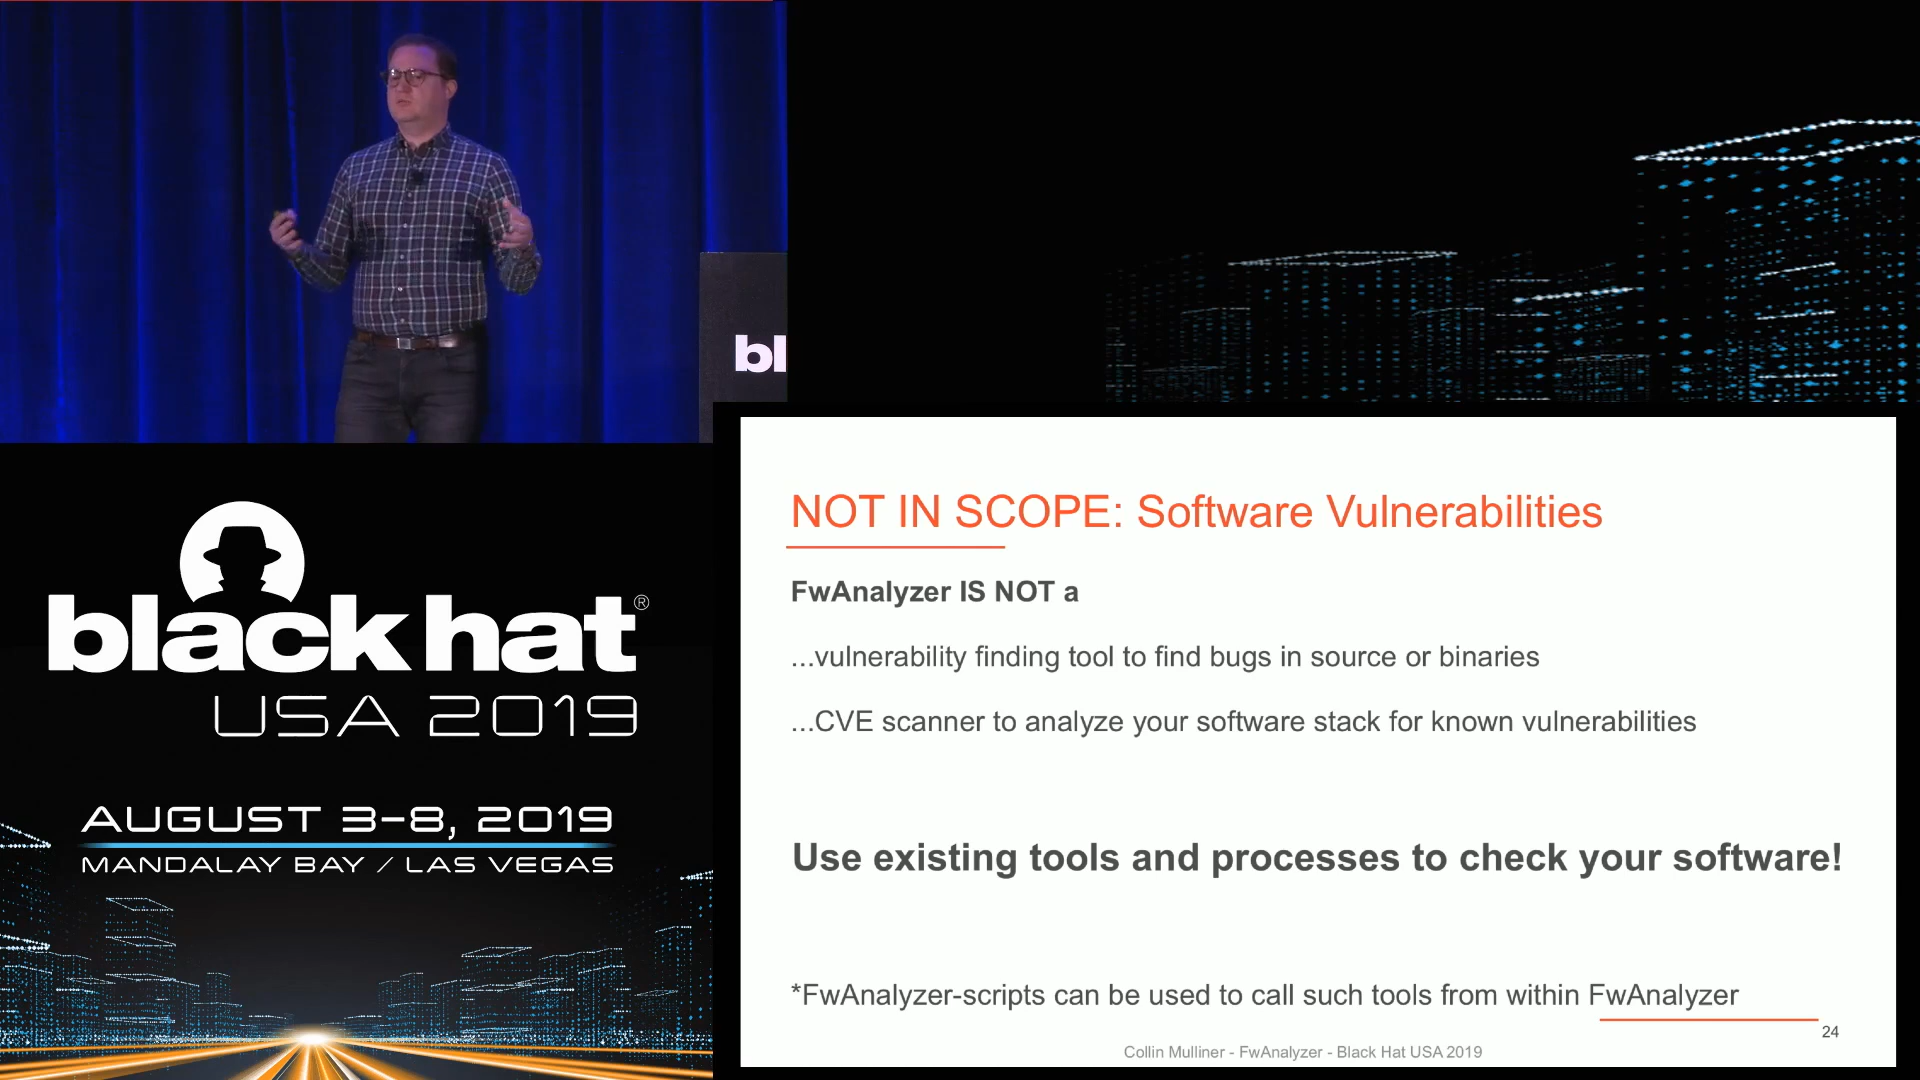 bl
black hat®
USA 2019
AUGUST 3-8, 2019
MANDALAY BAY / LAS VEGAS
NOT IN SCOPE: Software Vulnerabilities
FwAnalyzer IS NOT a
...vulnerability finding tool to find bugs in source or binaries
...CVE scanner to analyze your software stack for known vulnerabilities
Use existing tools and processes to check your software!
*FwAnalyzer-scripts can be used to call such tools from within FwAnalyzer
24
Collin Mulliner - FwAnalyzer - Black Hat USA 2019